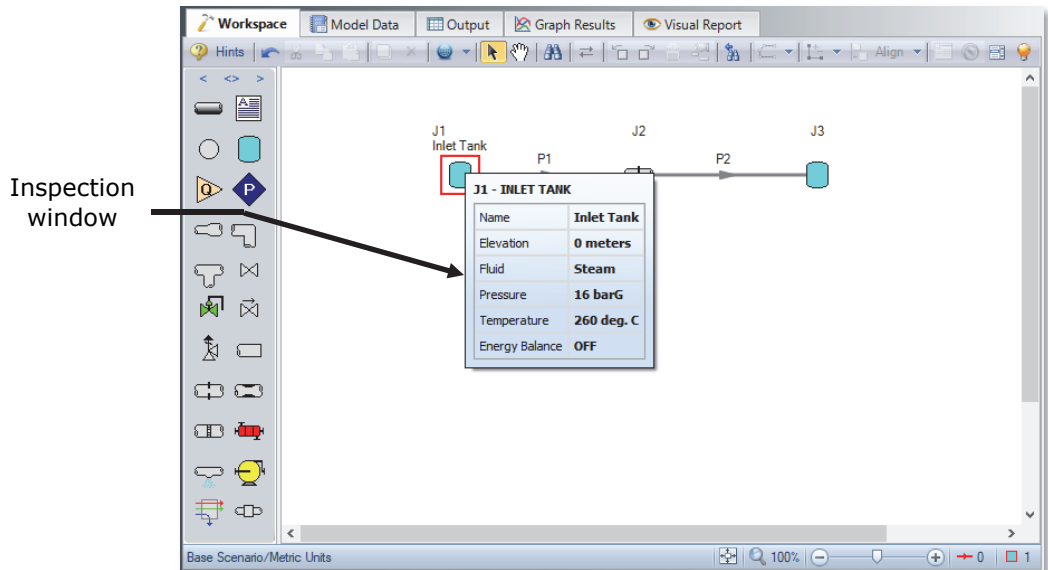 Workspace Model Data Output Graph Results Visual Report
Hints Align
< <> >
A
J1 J2 J3
Inlet Tank
P1 P2
Q P
Inspection
window
J1 - INLET TANK
Name Inlet Tank
Elevation 0 meters
Fluid Steam
Pressure 16 barG
Temperature 260 deg. C
Energy Balance OFF
Base Scenario/Metric Units 100% 0 1